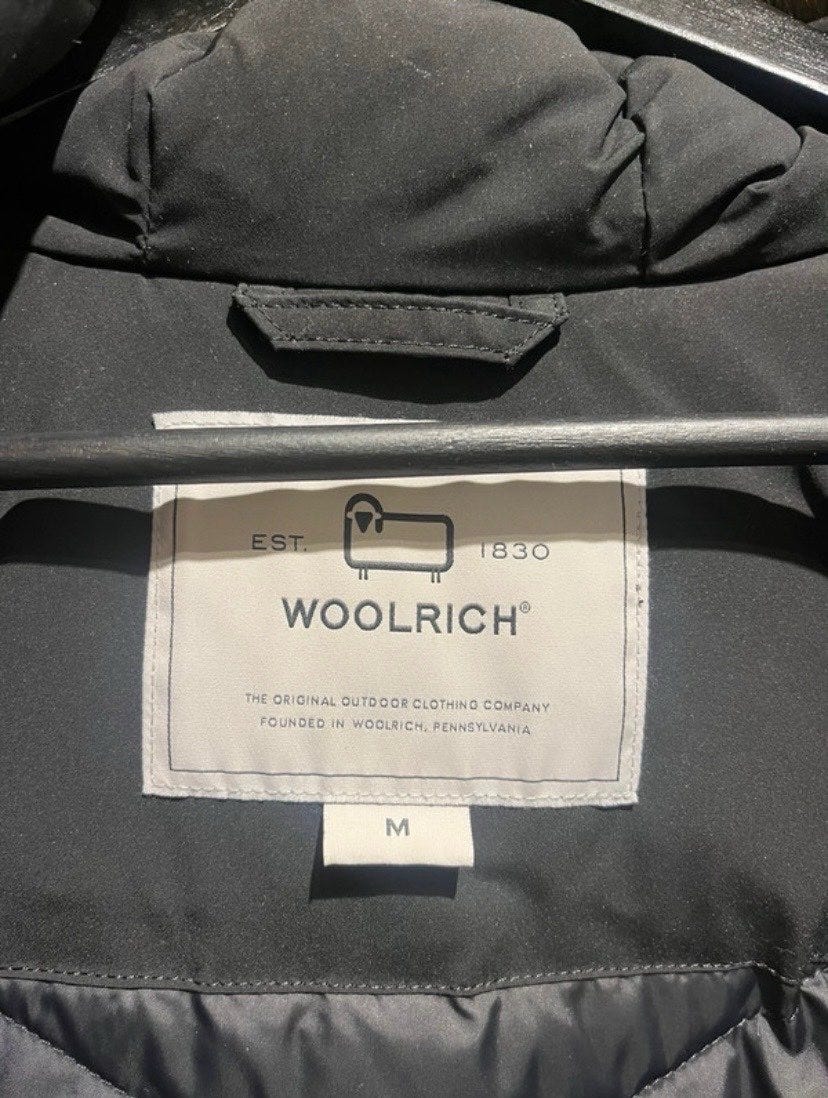 EST. 1830
WOOLRICH®
THE ORIGINAL OUTDOOR CLOTHING COMPANY
FOUNDED IN WOOLRICH, PENNSYLVANIA
M